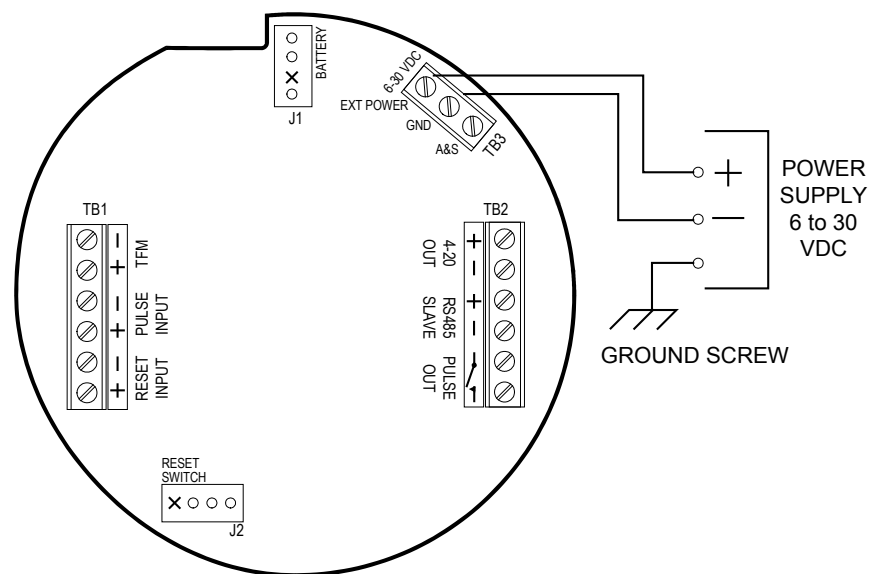 BATTERY
J1
6-30 VDC
EXT POWER
GND
A&S
TB3
+
−
POWER
SUPPLY
6 to 30
VDC
GROUND SCREW
TB1
−
+
TFM
−
+
PULSE
INPUT
−
+
RESET
INPUT
TB2
4-20
OUT
+
−
RS485
SLAVE
+
−
PULSE
OUT
RESET
SWITCH
J2